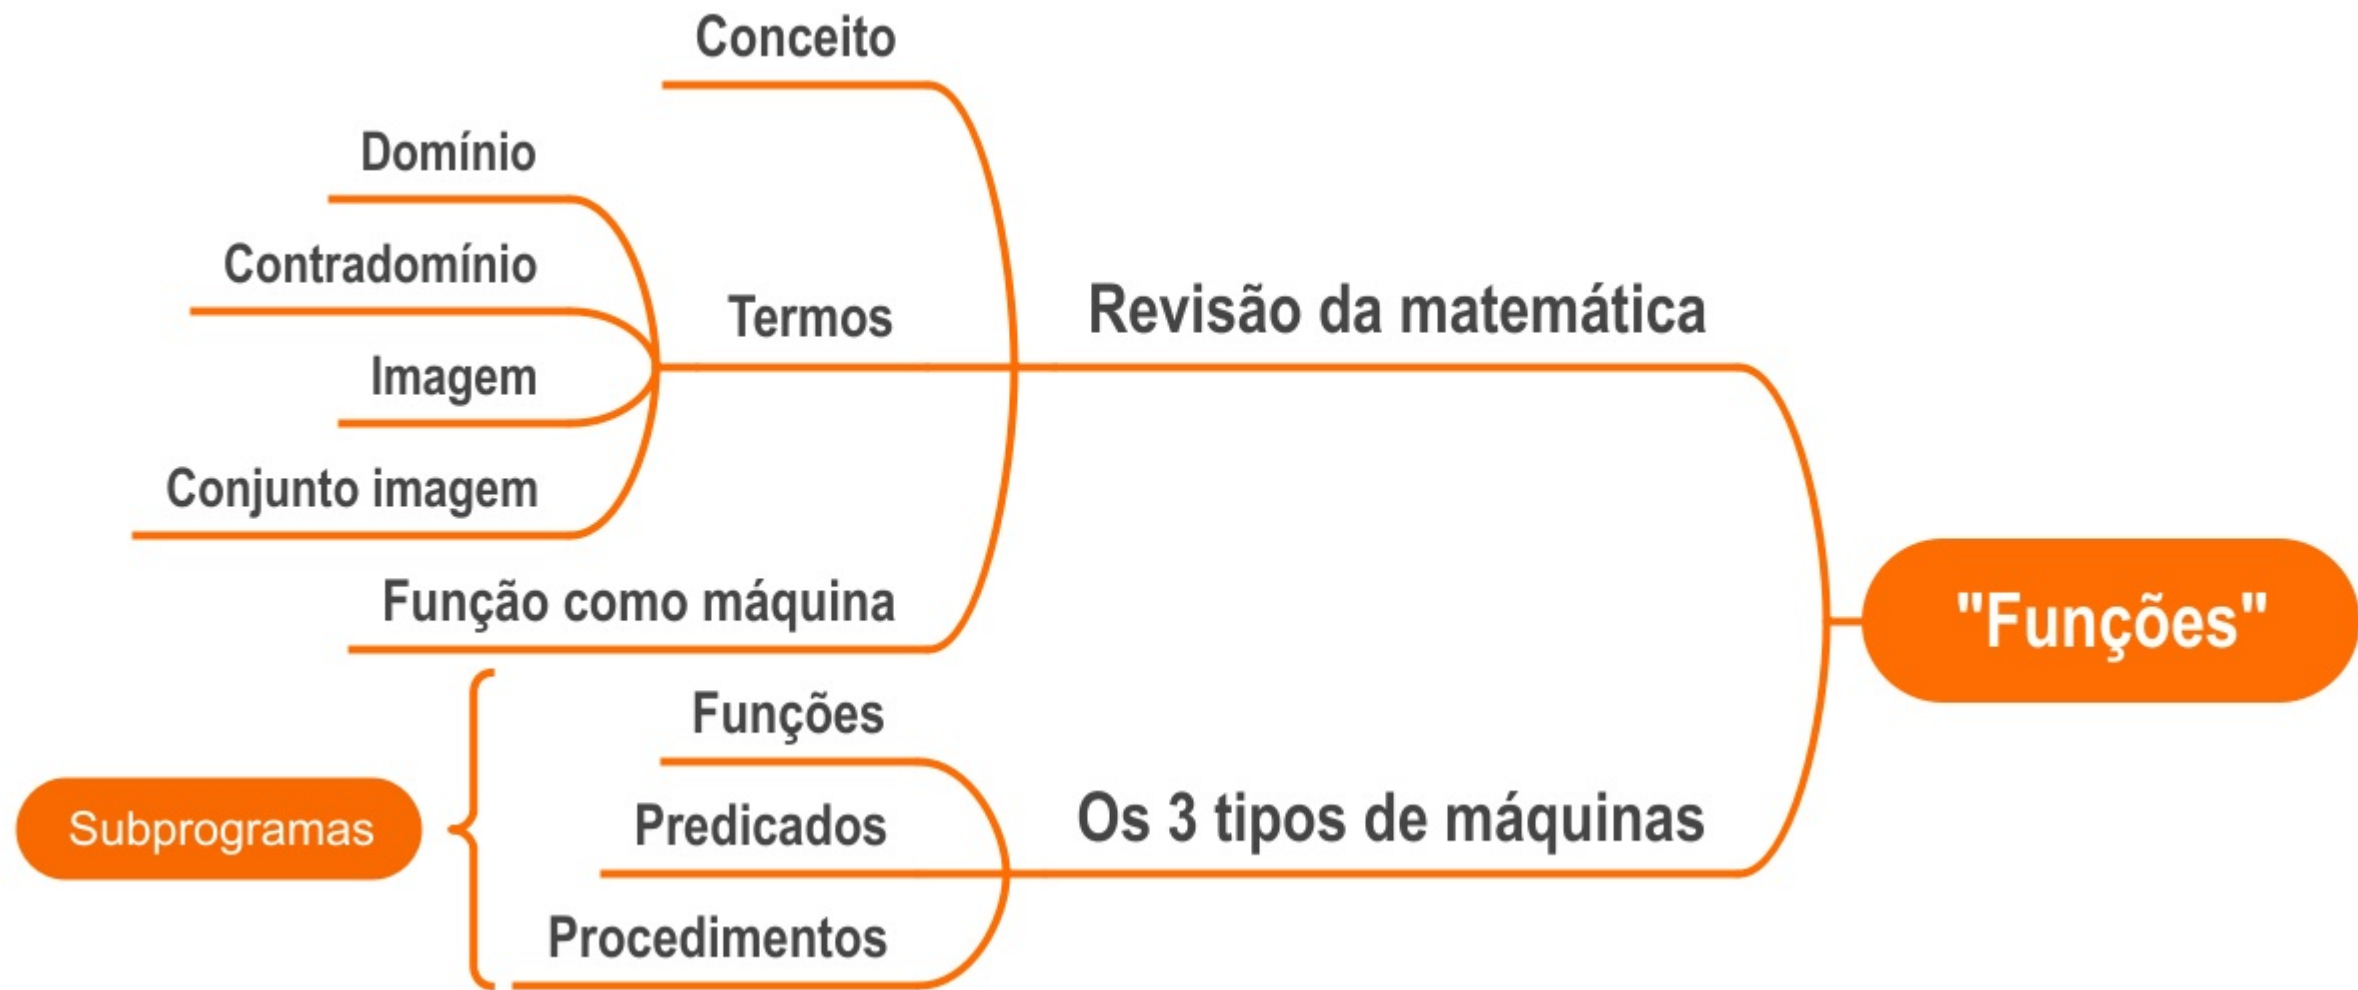 Conceito
Domínio
Contradomínio
Imagem
Conjunto imagem
Termos
Função como máquina
Revisão da matemática
"Funções"
Funções
Predicados
Procedimentos
Os 3 tipos de máquinas
Subprogramas